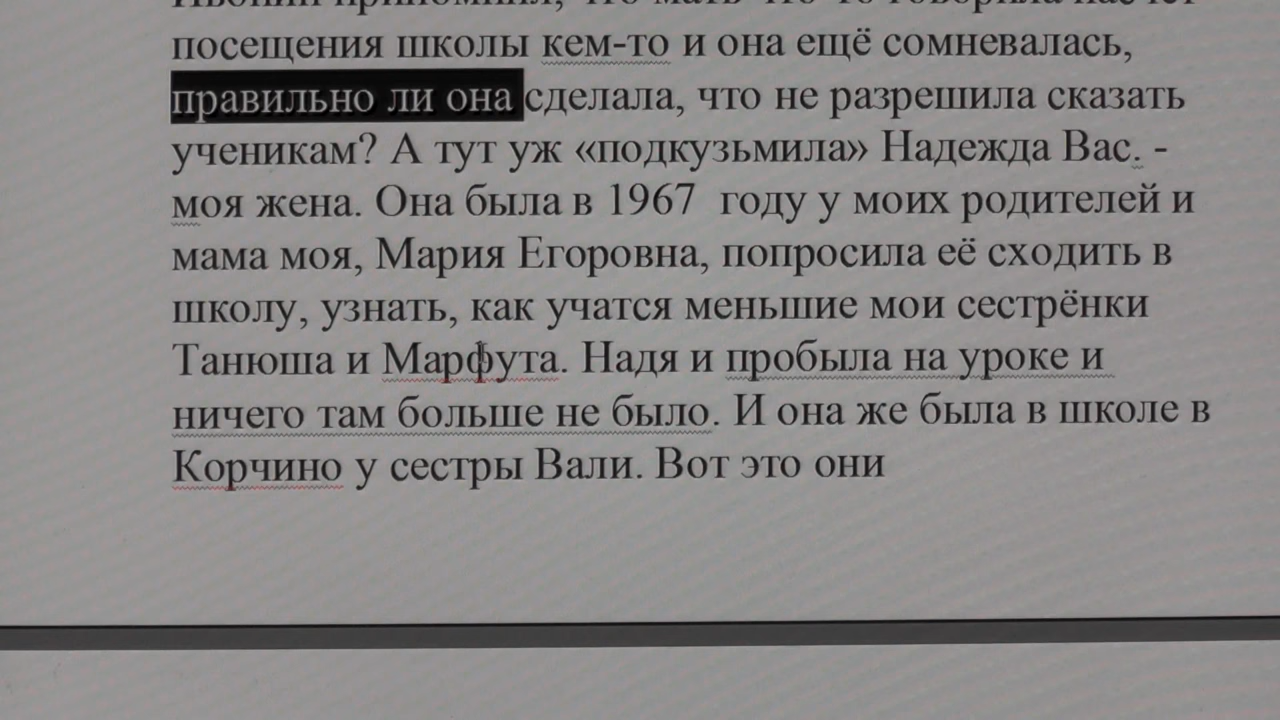 посещения школы кем-то и она ещё сомневалась,
правильно ли она сделала, что не разрешила сказать
ученикам? А тут уж «подкузьмила» Надежда Вас. -
моя жена. Она была в 1967 году у моих родителей и
мама моя, Мария Егоровна, попросила её сходить в
школу, узнать, как учатся меньшие мои сестрёнки
Танюша и Марфута. Надя и пробыла на уроке и
ничего там больше не было. И она же была в школе в
Корчино у сестры Вали. Вот это они